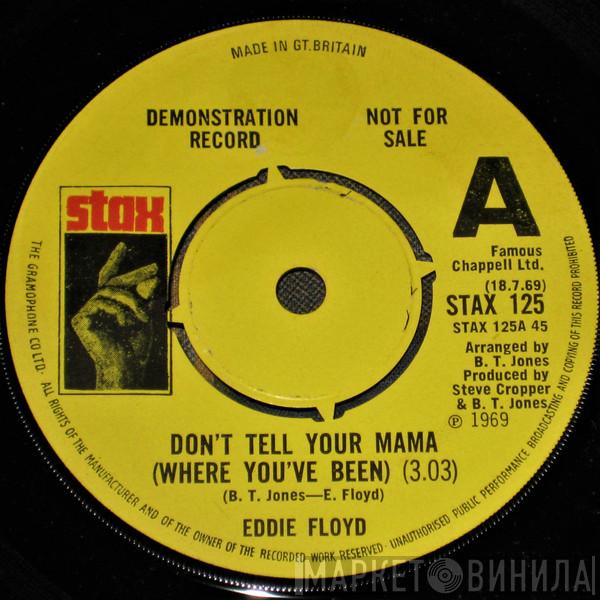 MADE IN GT. BRITAIN
DEMONSTRATION RECORD
NOT FOR SALE
A
stax
Famous
Chappell Ltd.
(18.7.69)
STAX 125
STAX 125A 45
Arranged by
B. T. Jones
Produced by
Steve Cropper
& B. T. Jones
℗ 1969
DON'T TELL YOUR MAMA
(WHERE YOU'VE BEEN) (3.03)
(B. T. Jones—E. Floyd)
EDDIE FLOYD
THE GRAMOPHONE CO LTD. ALL RIGHTS OF THE MANUFACTURER AND OF THE OWNER OF THE RECORDED WORK RESERVED. UNAUTHORISED PUBLIC PERFORMANCE BROADCASTING AND COPYING OF THIS RECORD PROHIBITED
МАРКЕТ ВИНИЛА